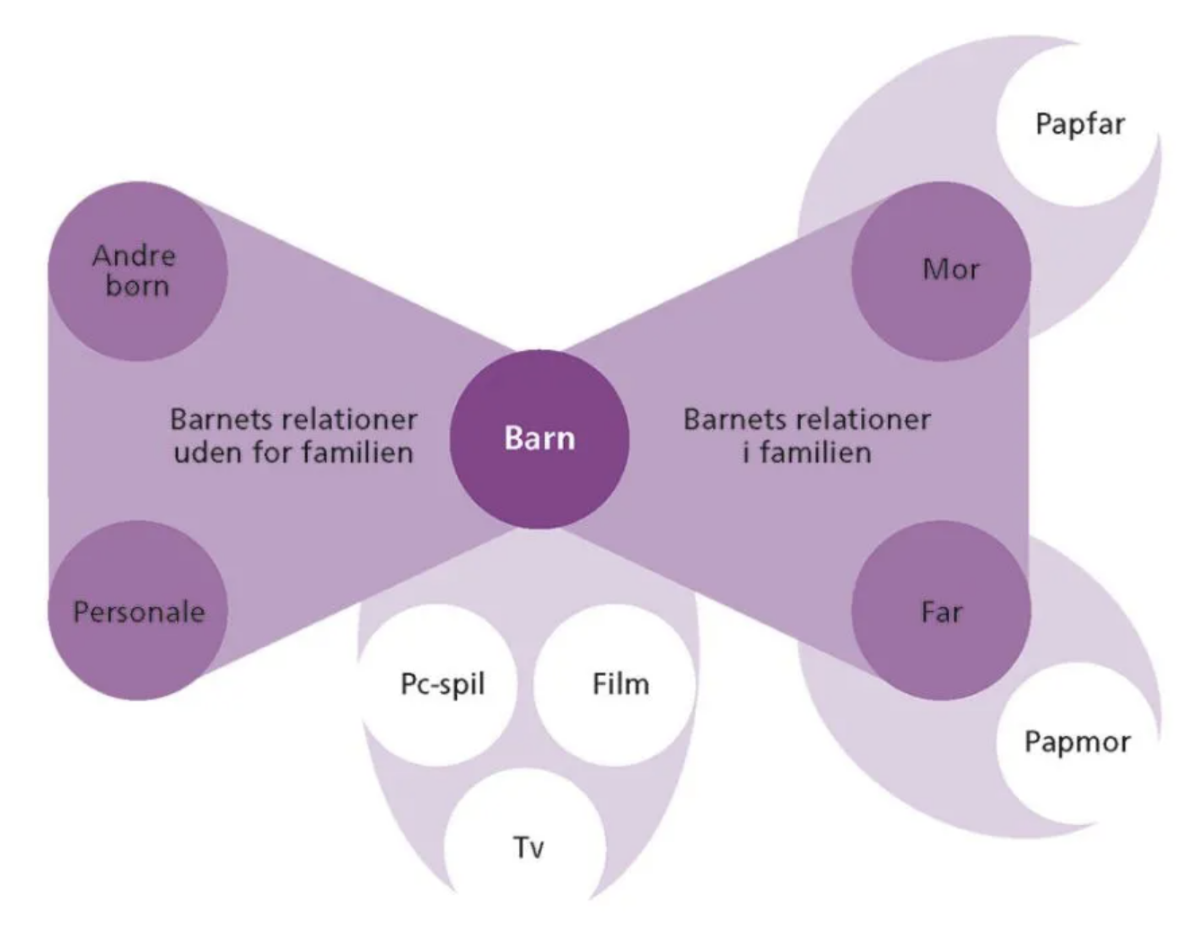 Papfar
Andre
børn
Mor
Barnets relationer
uden for familien
Barn
Barnets relationer
i familien
Personale
Far
Pc-spil
Film
Papmor
Tv